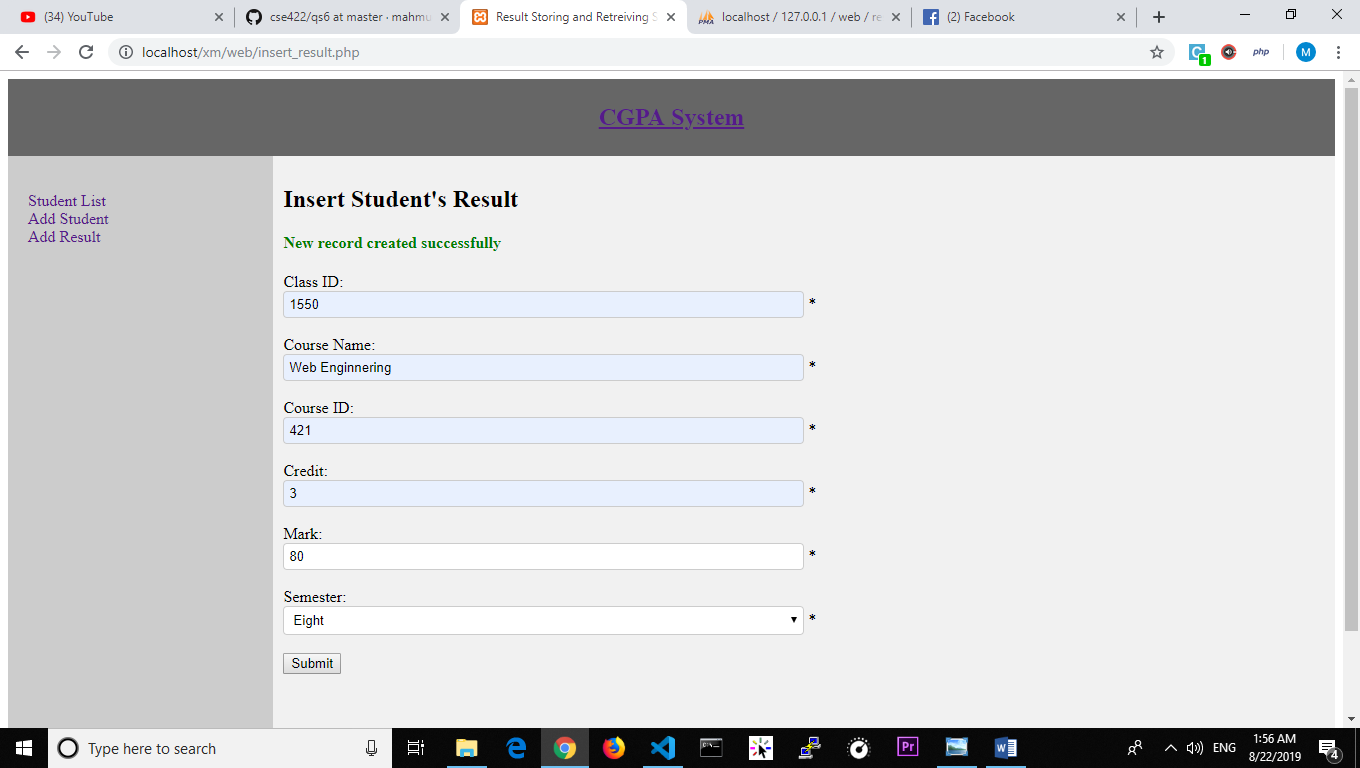 (34) YouTube
cse422/qs6 at master · mahmu
Result Storing and Retreiving S
localhost / 127.0.0.1 / web / re
(2) Facebook
localhost/xm/web/insert_result.php
C 1
php
M
CGPA System
Student List
Add Student
Add Result
Insert Student's Result
New record created successfully
Class ID:
1550 *
Course Name:
Web Enginnering *
Course ID:
421 *
Credit:
3 *
Mark:
80 *
Semester:
Eight *
Submit
Type here to search
Pr
ENG
1:56 AM
8/22/2019
4